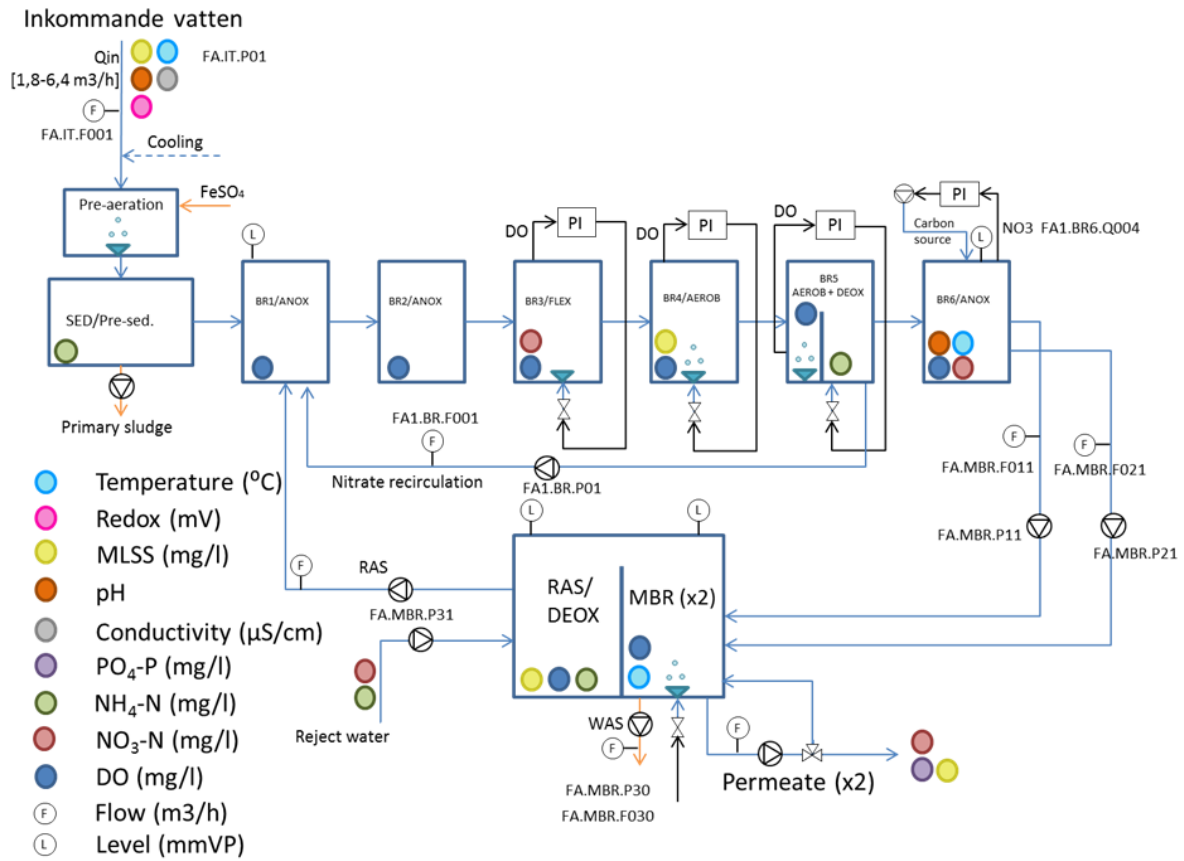 Inkommande vatten
Qin
[1,8-6,4 m3/h]
FA.IT.P01
F
FA.IT.F001
Cooling
Pre-aeration
FeSO₄
SED/Pre-sed.
Primary sludge
L
BR1/ANOX
BR2/ANOX
DO
PI
BR3/FLEX
DO
PI
BR4/AEROB
DO
PI
BR5
AEROB + DEOX
PI
Carbon
source
L
NO3 FA1.BR6.Q004
BR6/ANOX
FA1.BR.F001
F
Nitrate recirculation
FA1.BR.P01
F
FA.MBR.F011
F
FA.MBR.F021
FA.MBR.P11
FA.MBR.P21
L
L
RAS/
DEOX
MBR (x2)
F
RAS
FA.MBR.P31
Reject water
WAS
F
FA.MBR.P30
FA.MBR.F030
F
Permeate (x2)
Temperature (⁰C)
Redox (mV)
MLSS (mg/l)
pH
Conductivity (µS/cm)
PO₄-P (mg/l)
NH₄-N (mg/l)
NO₃-N (mg/l)
DO (mg/l)
F Flow (m3/h)
L Level (mmVP)